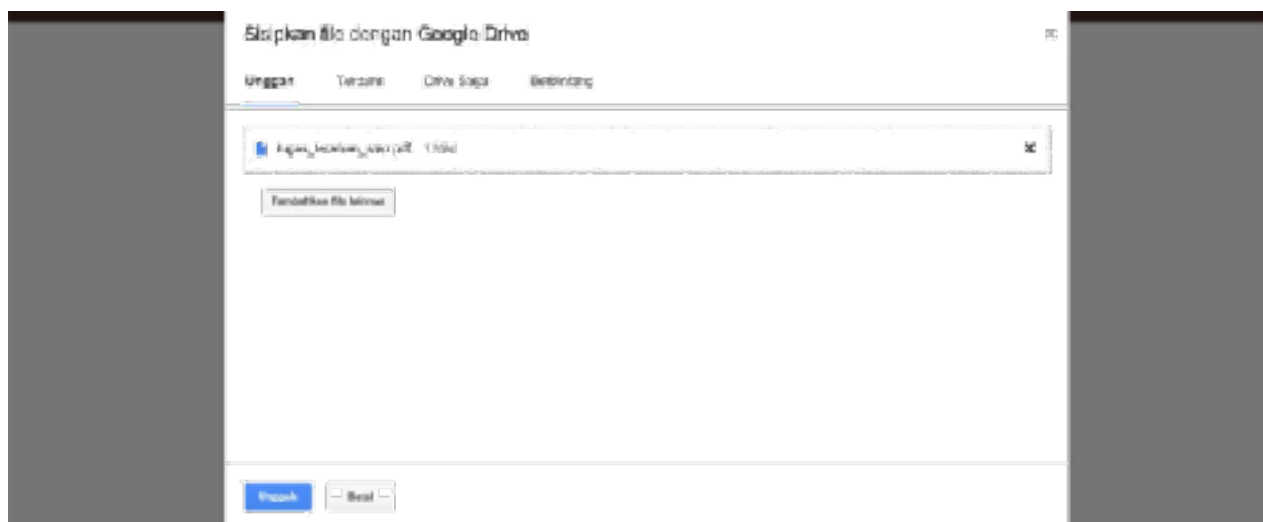 Sisipkan file dengan Google Drive
Unggah Terbaru Drive Saya Berbintang
Tambahkan file lainnya
Unggah Batal